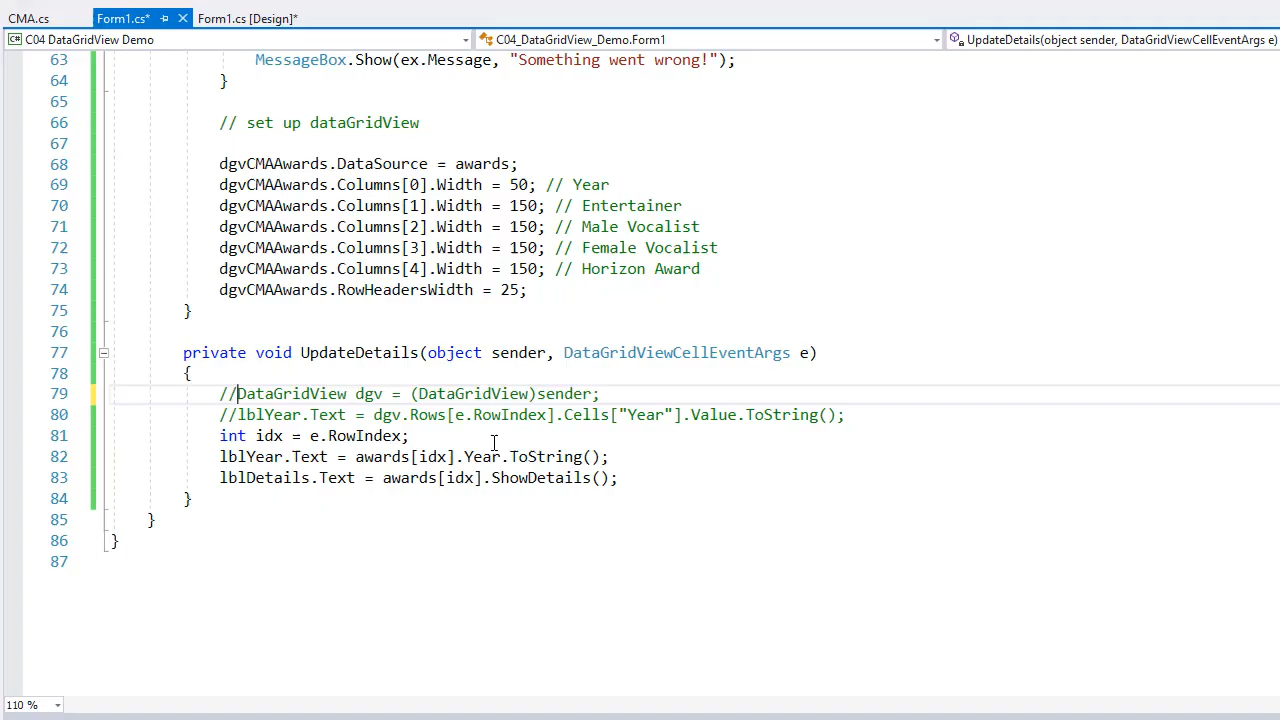 CMA.cs Form1.cs* Form1.cs [Design]*
C# C04 DataGridView Demo C04_DataGridView_Demo.Form1 UpdateDetails(object sender, DataGridViewCellEventArgs e)
63 MessageBox.Show(ex.Message, "Something went wrong!");
64 }
65
66 // set up dataGridView
67
68 dgvCMAAwards.DataSource = awards;
69 dgvCMAAwards.Columns[0].Width = 50; // Year
70 dgvCMAAwards.Columns[1].Width = 150; // Entertainer
71 dgvCMAAwards.Columns[2].Width = 150; // Male Vocalist
72 dgvCMAAwards.Columns[3].Width = 150; // Female Vocalist
73 dgvCMAAwards.Columns[4].Width = 150; // Horizon Award
74 dgvCMAAwards.RowHeadersWidth = 25;
75 }
76
77 private void UpdateDetails(object sender, DataGridViewCellEventArgs e)
78 {
79 //DataGridView dgv = (DataGridView)sender;
80 //lblYear.Text = dgv.Rows[e.RowIndex].Cells["Year"].Value.ToString();
81 int idx = e.RowIndex;
82 lblYear.Text = awards[idx].Year.ToString();
83 lblDetails.Text = awards[idx].ShowDetails();
84 }
85 }
86 }
87
110 %